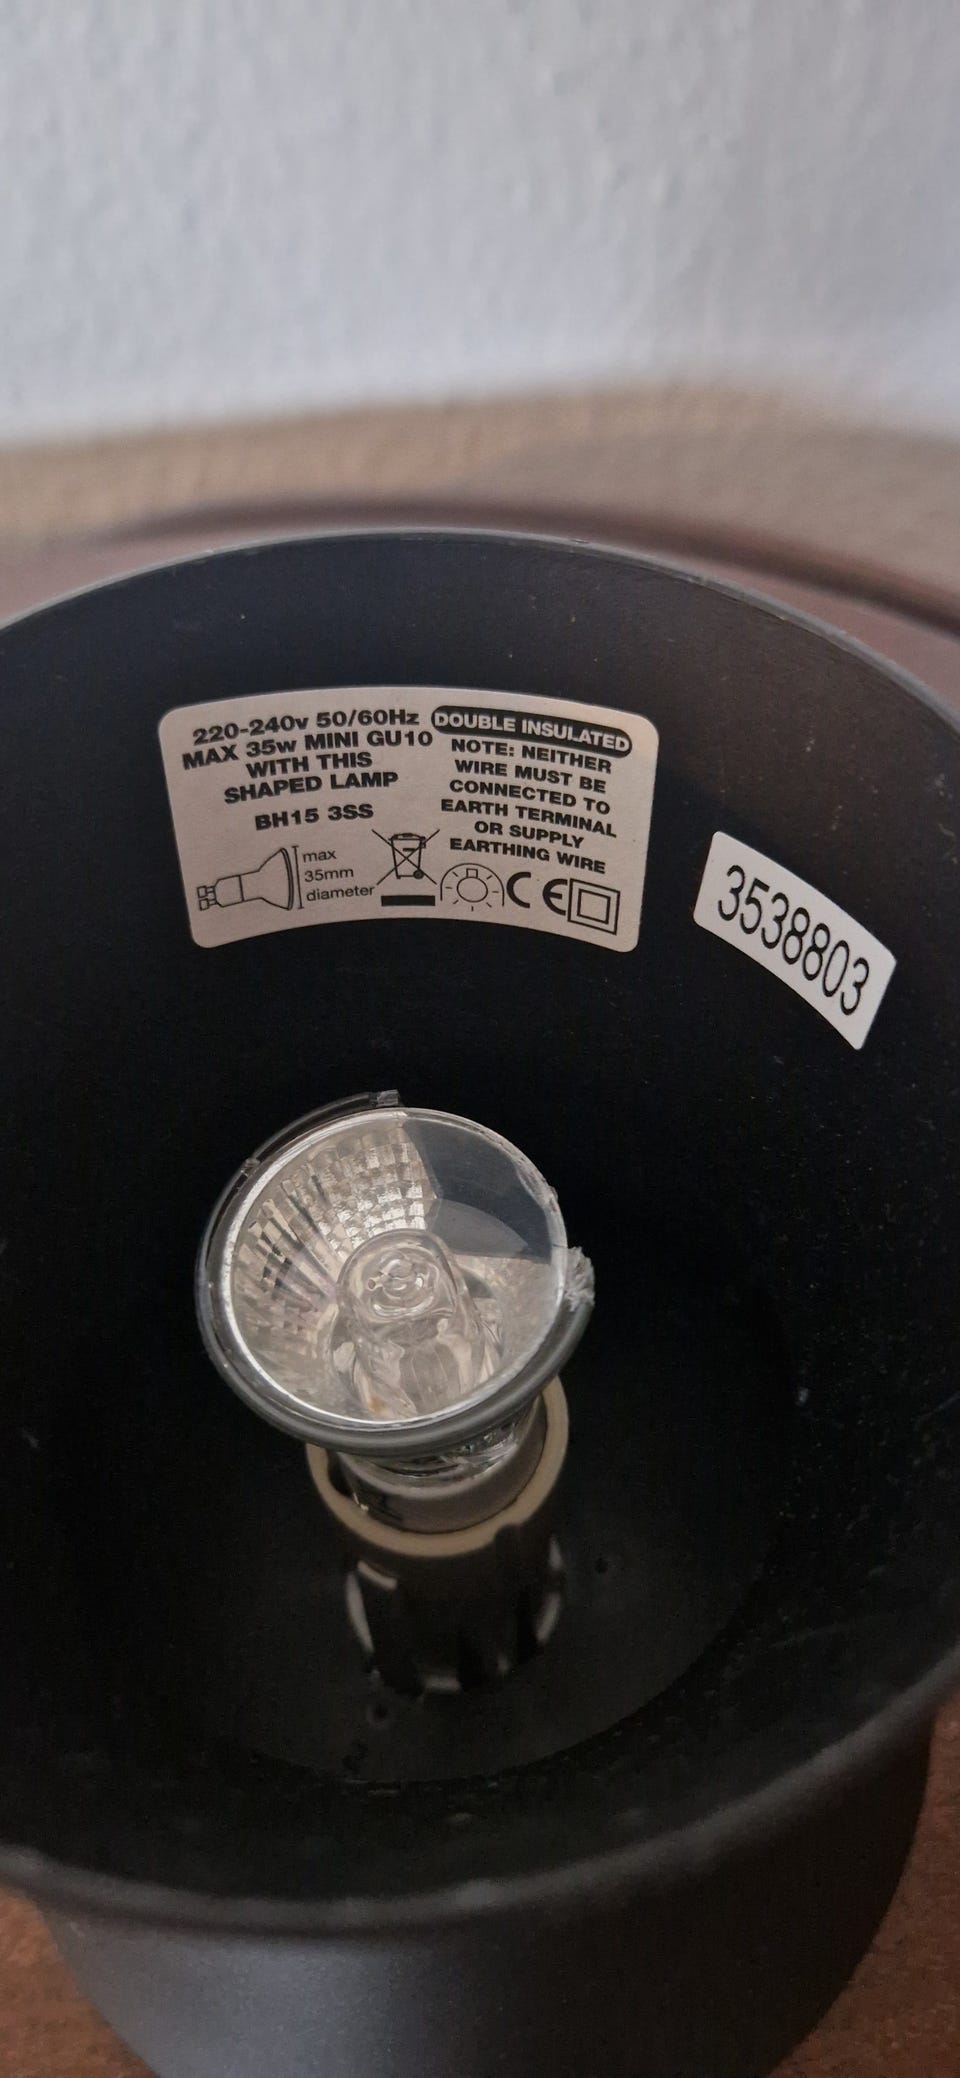 220-240v 50/60Hz
MAX 35w MINI GU10
WITH THIS
SHAPED LAMP
BH15 3SS
max
35mm
diameter
DOUBLE INSULATED
NOTE: NEITHER
WIRE MUST BE
CONNECTED TO
EARTH TERMINAL
OR SUPPLY
EARTHING WIRE
CE
3538803